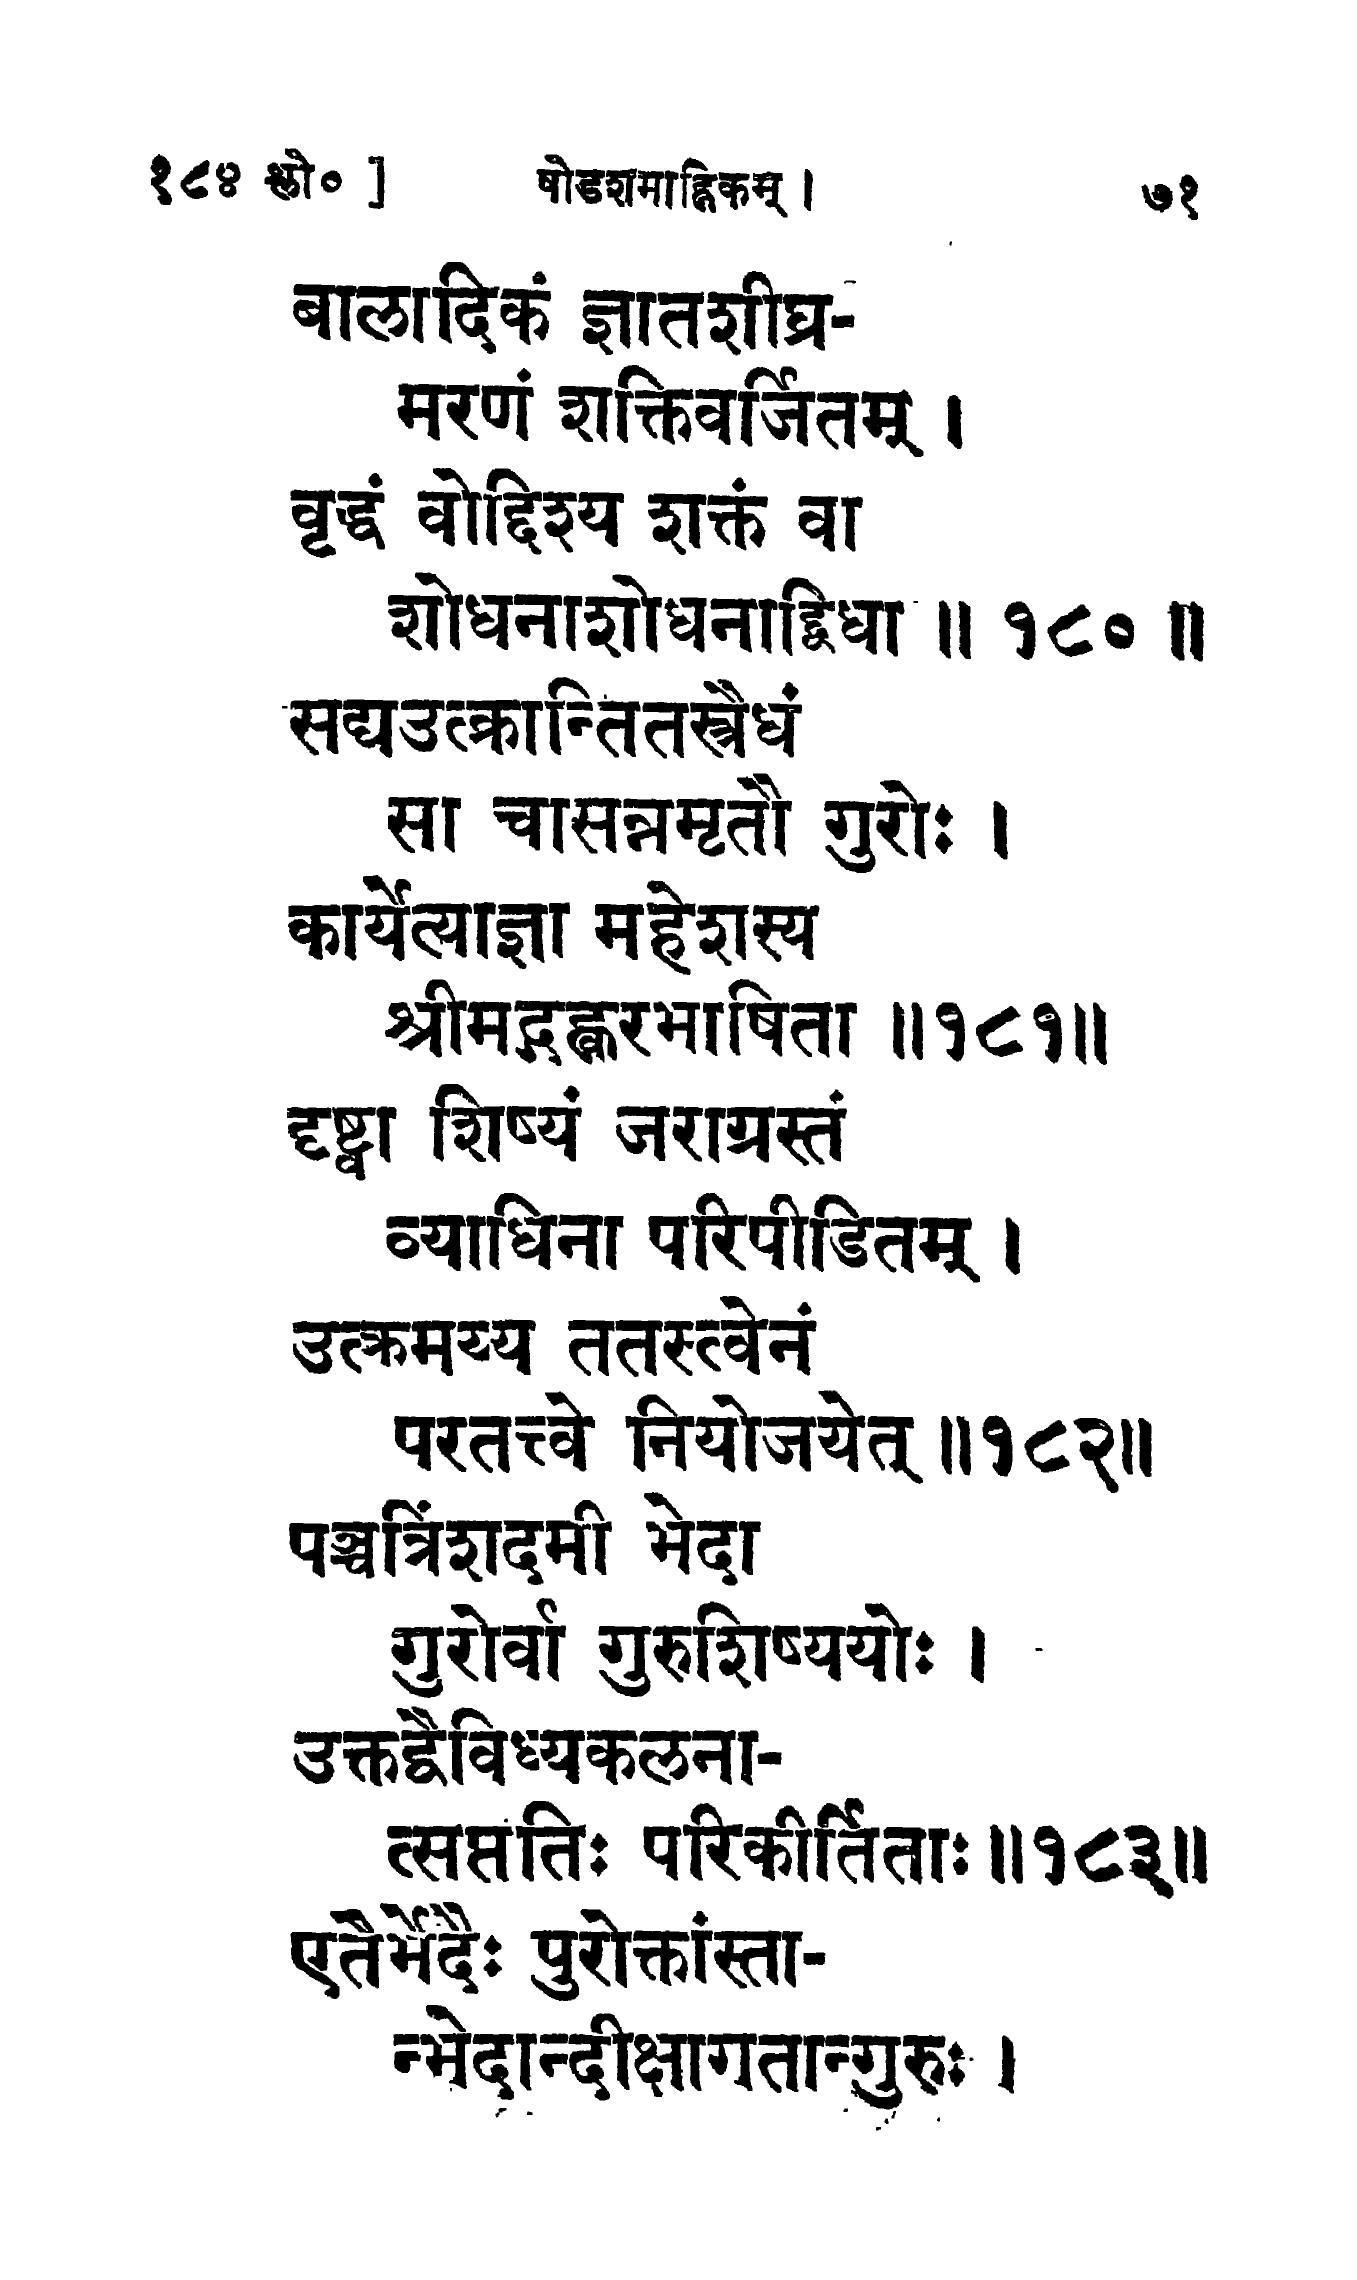 १८४ श्लो० ]
षोडशमाह्निकम् ।
७१
बालादिकं ज्ञातशीघ्र-
मरणं शक्तिवर्जितम् ।
वृद्धं वोद्दिश्य शक्तं वा
शोधनाशोधनाद्द्विधा ॥ १८० ॥
सद्यउत्क्रान्तितस्त्रैधं
सा चासन्नमृतौ गुरोः ।
कार्येत्याज्ञा महेशस्य
श्रीमद्गह्वरभाषिता ॥१८१॥
दृष्ट्वा शिष्यं जराग्रस्तं
व्याधिना परिपीडितम् ।
उत्क्रमय्य ततस्त्वेनं
परतत्त्वे नियोजयेत् ॥१८२॥
पञ्चत्रिंशदमी भेदा
गुरोर्वा गुरुशिष्ययोः ।
उक्तद्वैविध्यकलना-
त्सप्ततिः परिकीर्तिताः॥१८३॥
एतैर्भेदैः पुरोक्तांस्ता-
न्भेदान्दीक्षागतान्गुरुः ।